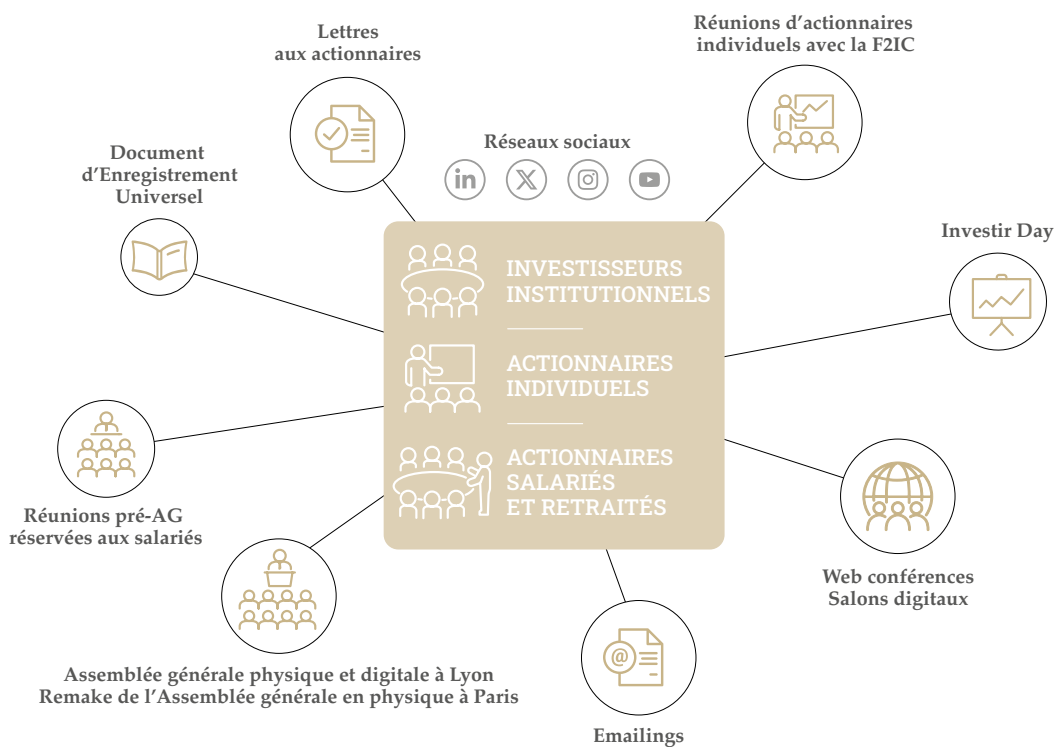 Lettres
aux actionnaires
Réunions d’actionnaires
individuels avec la F2IC
Réseaux sociaux
in
X
Document
d’Enregistrement
Universel
Investir Day
INVESTISSEURS
INSTITUTIONNELS
ACTIONNAIRES
INDIVIDUELS
ACTIONNAIRES
SALARIÉS
ET RETRAITÉS
Réunions pré-AG
réservées aux salariés
Web conférences
Salons digitaux
@
Assemblée générale physique et digitale à Lyon
Remake de l’Assemblée générale en physique à Paris
Emailings